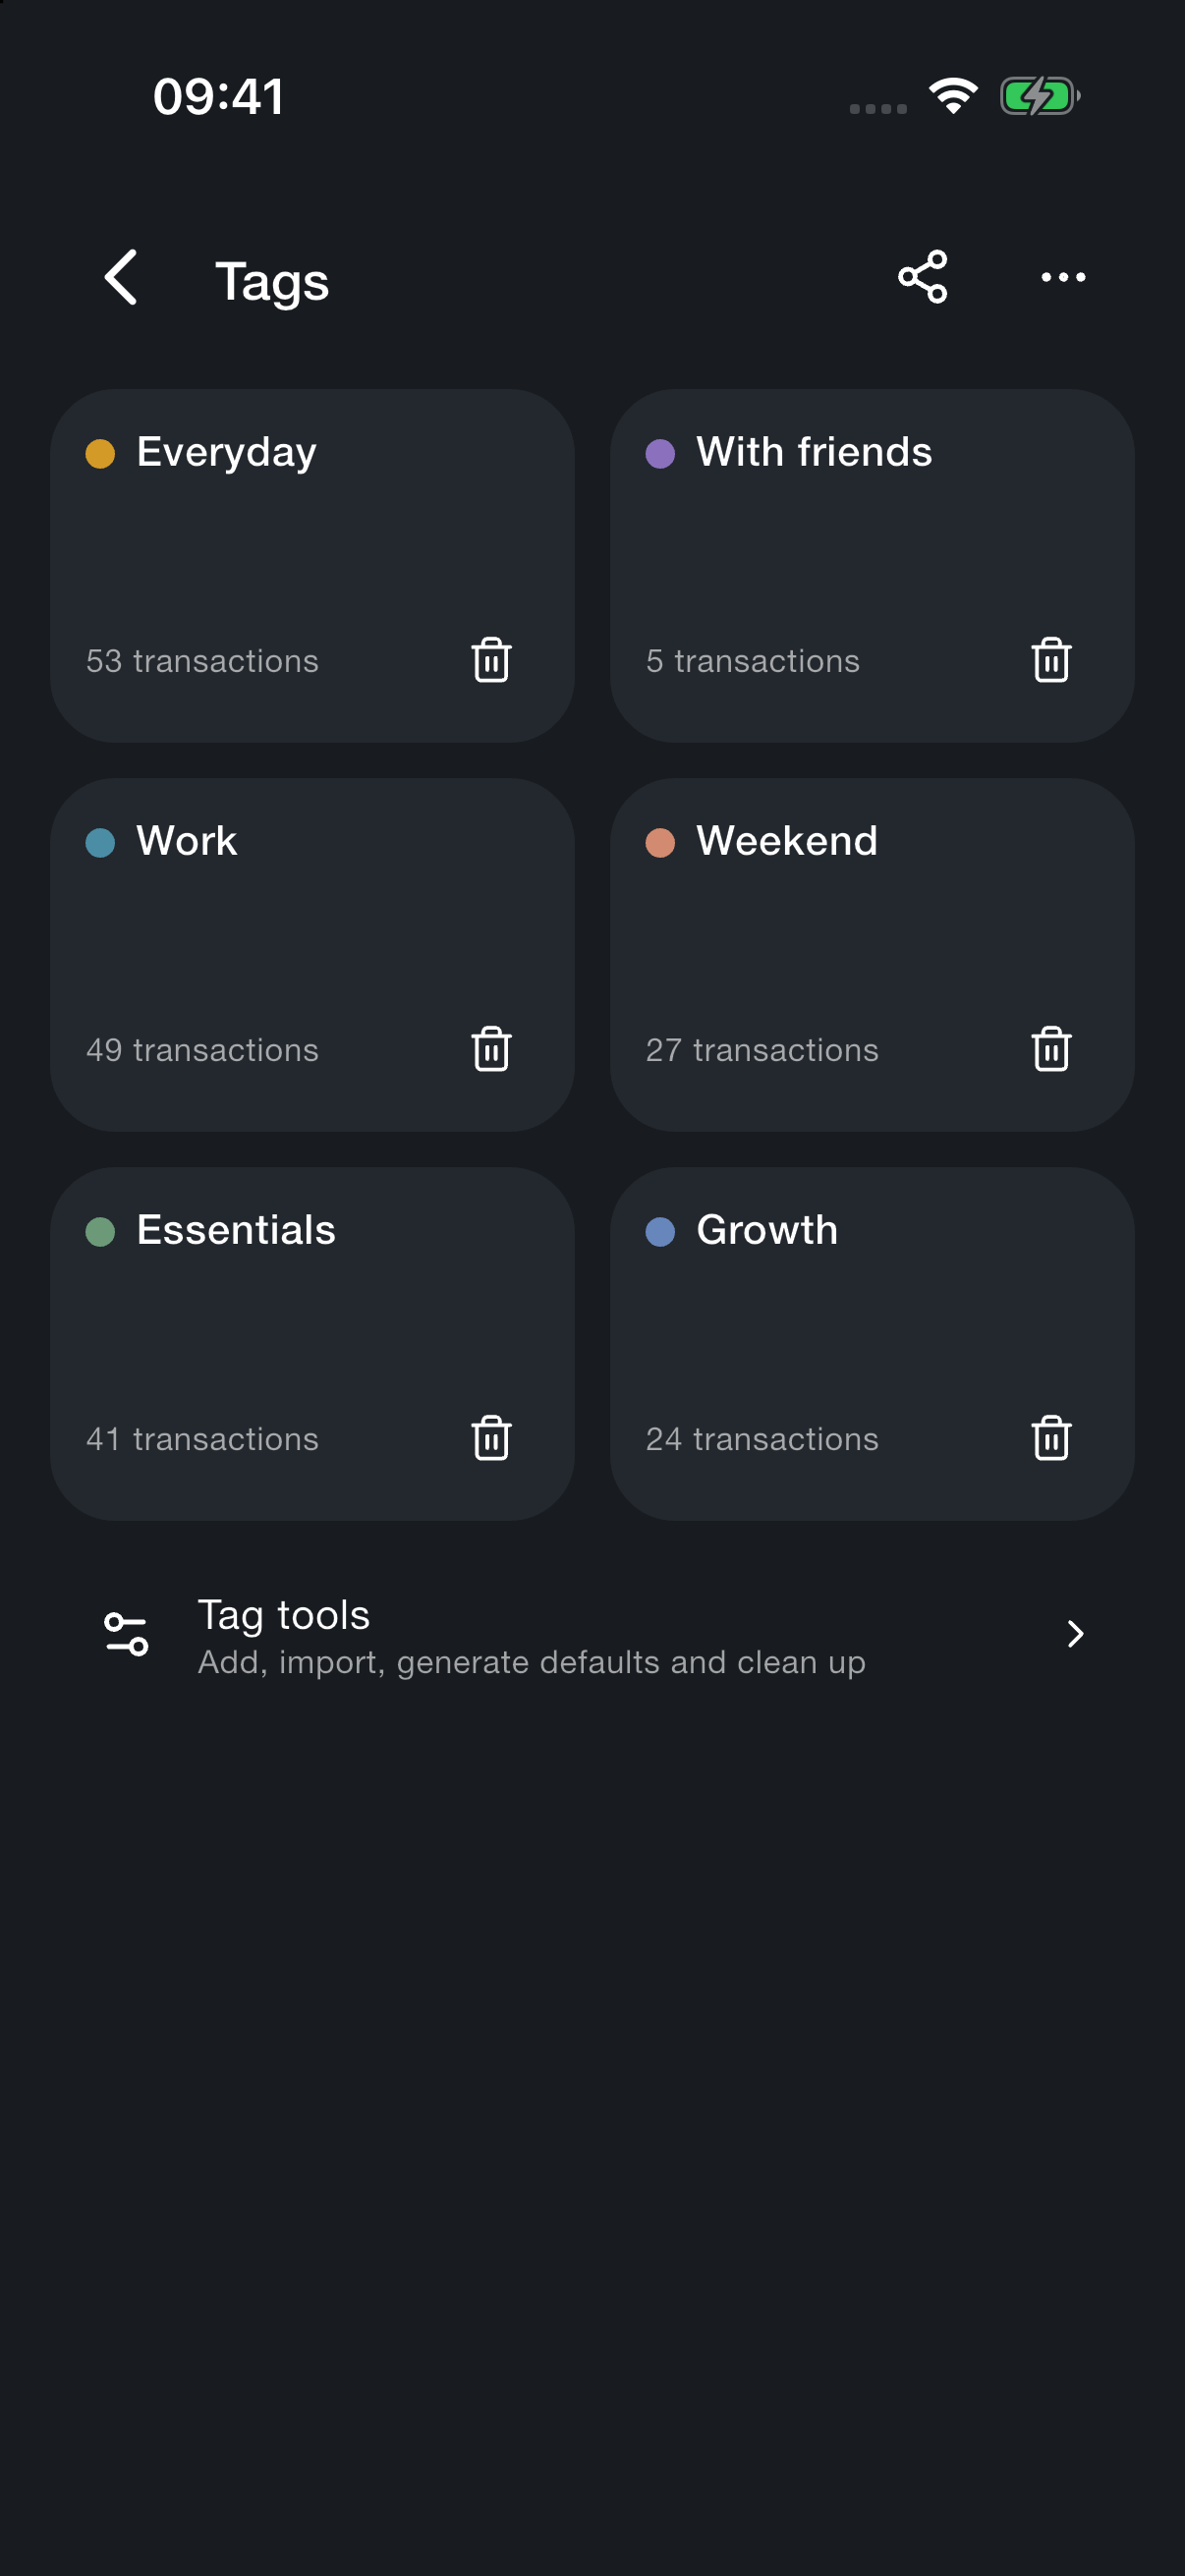 09:41
Tags
Everyday
53 transactions
With friends
5 transactions
Work
49 transactions
Weekend
27 transactions
Essentials
41 transactions
Growth
24 transactions
Tag tools
Add, import, generate defaults and clean up